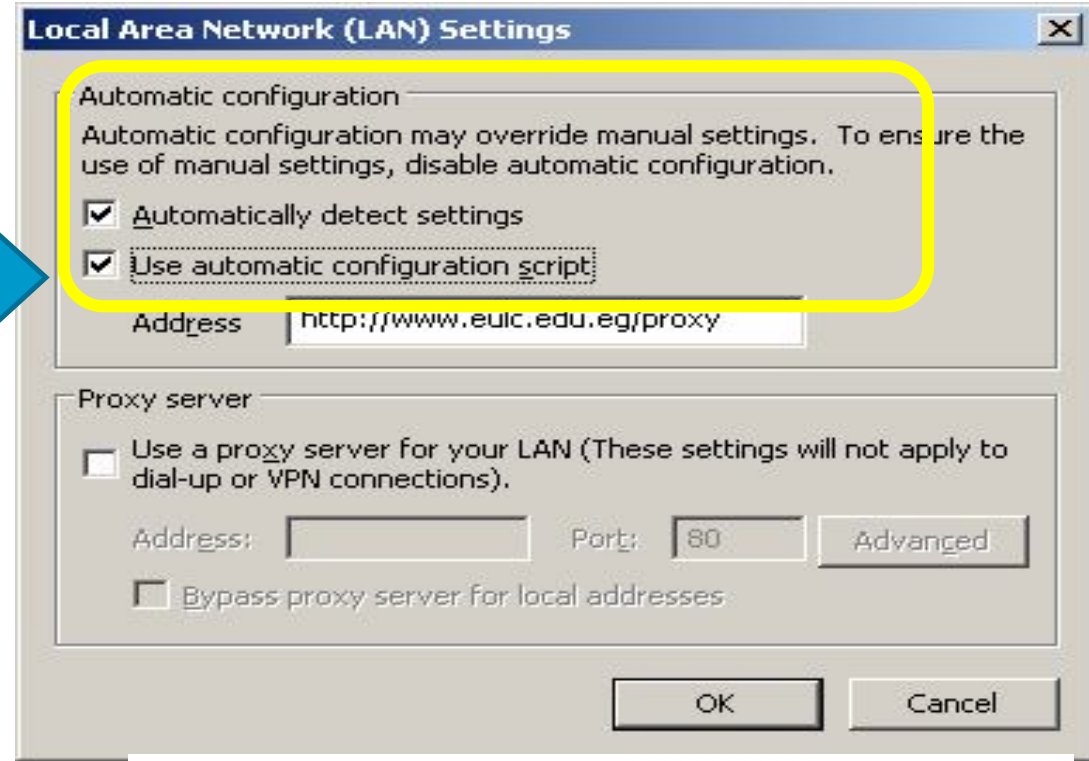 Local Area Network (LAN) Settings
Automatic configuration
Automatic configuration may override manual settings. To ensure the
use of manual settings, disable automatic configuration.
Automatically detect settings
Use automatic configuration script
Address http://www.eulc.edu.eg/proxy
Proxy server
Use a proxy server for your LAN (These settings will not apply to
dial-up or VPN connections).
Address: Port: 80 Advanced
Bypass proxy server for local addresses
OK Cancel